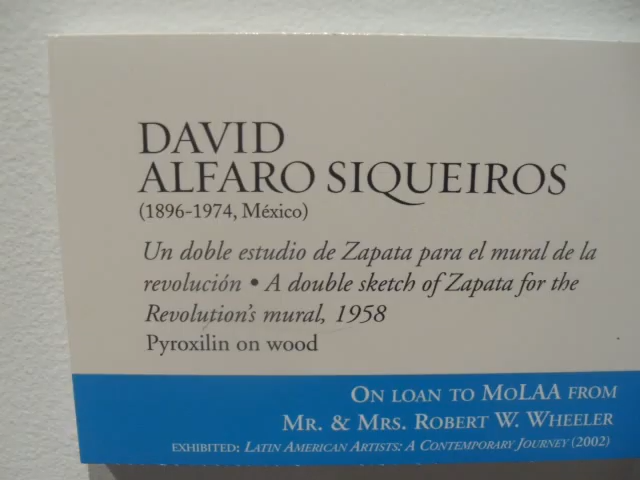 DAVID
ALFARO SIQUEIROS
(1896-1974, México)
Un doble estudio de Zapata para el mural de la
revolución • A double sketch of Zapata for the
Revolution's mural, 1958
Pyroxilin on wood
ON LOAN TO MOLAA FROM
MR. & MRS. ROBERT W. WHEELER
EXHIBITED: LATIN AMERICAN ARTISTS: A CONTEMPORARY JOURNEY (2002)